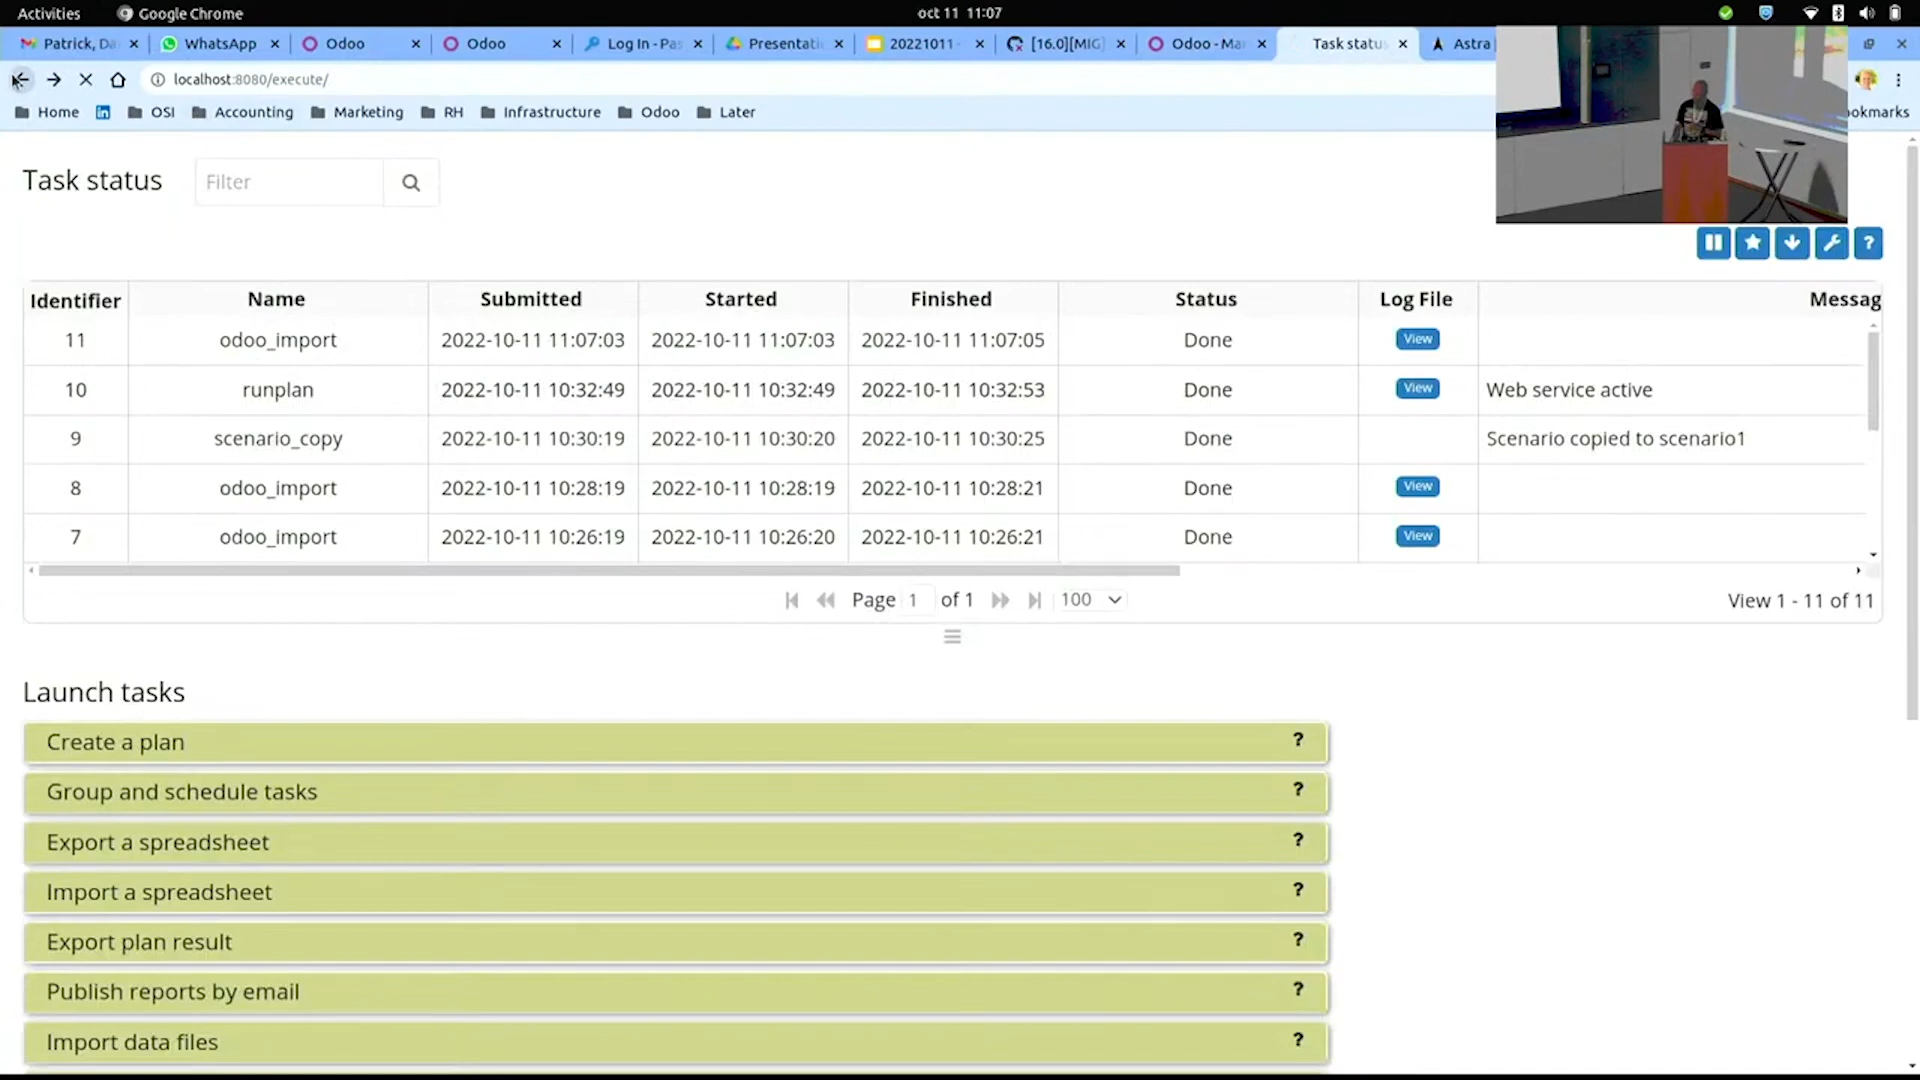 Activities Google Chrome oct 11 11:07
Patrick, Da WhatsApp Odoo Odoo Log In - Pas Presentati 20221011 - [16.0][MIG] Odoo - Mar Task status Astra
localhost:8080/execute/
Home OSI Accounting Marketing RH Infrastructure Odoo Later ookmarks
Task status Filter
Identifier Name Submitted Started Finished Status Log File Messag
11 odoo_import 2022-10-11 11:07:03 2022-10-11 11:07:03 2022-10-11 11:07:05 Done View
10 runplan 2022-10-11 10:32:49 2022-10-11 10:32:49 2022-10-11 10:32:53 Done View Web service active
9 scenario_copy 2022-10-11 10:30:19 2022-10-11 10:30:20 2022-10-11 10:30:25 Done Scenario copied to scenario1
8 odoo_import 2022-10-11 10:28:19 2022-10-11 10:28:19 2022-10-11 10:28:21 Done View
7 odoo_import 2022-10-11 10:26:19 2022-10-11 10:26:20 2022-10-11 10:26:21 Done View
Page 1 of 1 100 View 1 - 11 of 11
Launch tasks
Create a plan ?
Group and schedule tasks ?
Export a spreadsheet ?
Import a spreadsheet ?
Export plan result ?
Publish reports by email ?
Import data files ?